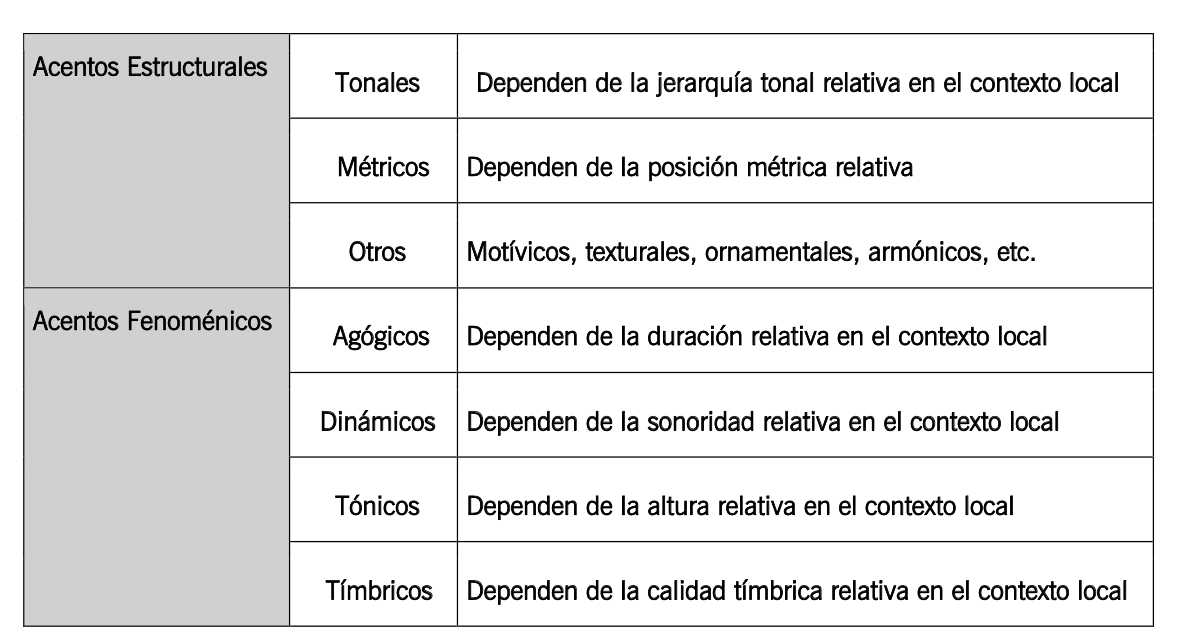 Acentos Estructurales
Tonales
Dependen de la jerarquía tonal relativa en el contexto local
Métricos
Dependen de la posición métrica relativa
Otros
Motívicos, texturales, ornamentales, armónicos, etc.
Acentos Fenoménicos
Agógicos
Dependen de la duración relativa en el contexto local
Dinámicos
Dependen de la sonoridad relativa en el contexto local
Tónicos
Dependen de la altura relativa en el contexto local
Tímbricos
Dependen de la calidad tímbrica relativa en el contexto local